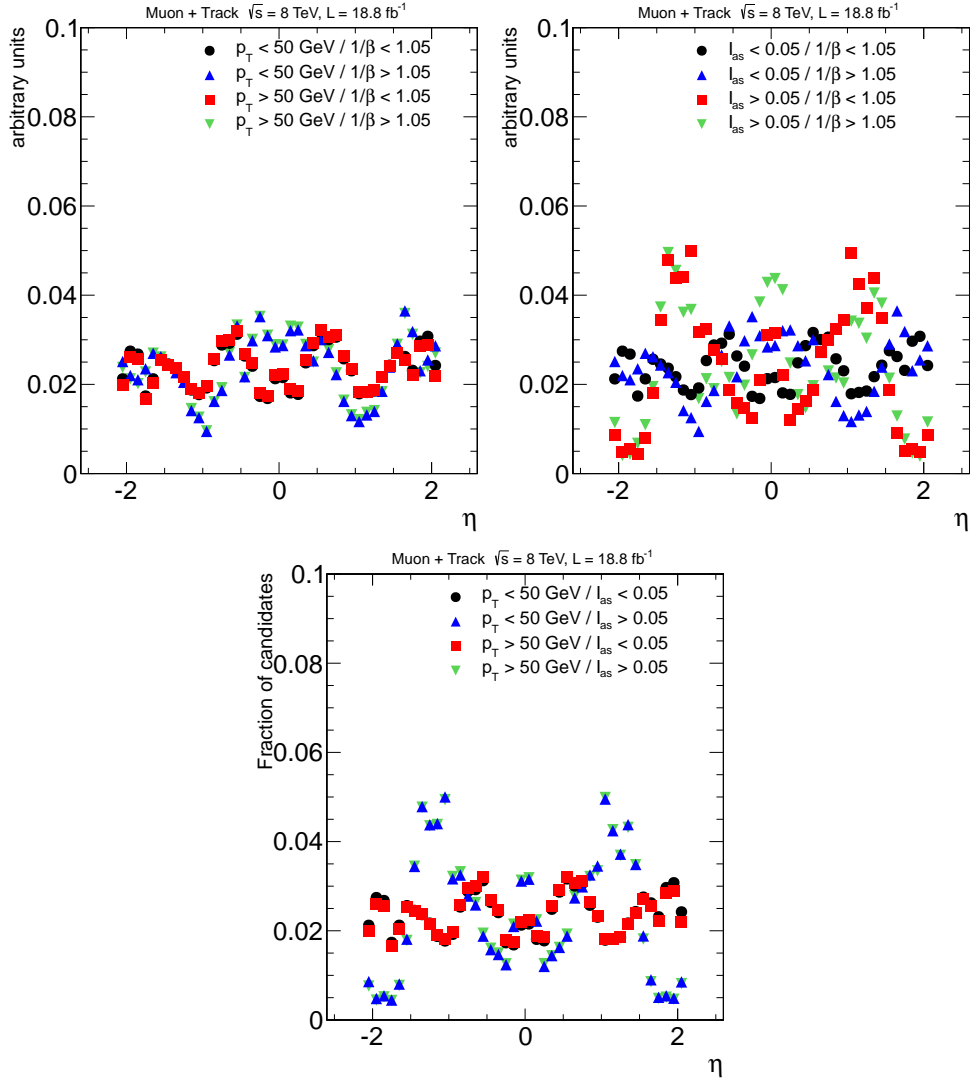 Muon + Track √s = 8 TeV, L = 18.8 fb⁻¹
arbitrary units
0.1
0.08
0.06
0.04
0.02
0
p_T < 50 GeV / 1/β < 1.05
p_T < 50 GeV / 1/β > 1.05
p_T > 50 GeV / 1/β < 1.05
p_T > 50 GeV / 1/β > 1.05
-2 0 2
η
Muon + Track √s = 8 TeV, L = 18.8 fb⁻¹
arbitrary units
0.1
0.08
0.06
0.04
0.02
0
I_as < 0.05 / 1/β < 1.05
I_as < 0.05 / 1/β > 1.05
I_as > 0.05 / 1/β < 1.05
I_as > 0.05 / 1/β > 1.05
-2 0 2
η
Muon + Track √s = 8 TeV, L = 18.8 fb⁻¹
Fraction of candidates
0.1
0.08
0.06
0.04
0.02
0
p_T < 50 GeV / I_as < 0.05
p_T < 50 GeV / I_as > 0.05
p_T > 50 GeV / I_as < 0.05
p_T > 50 GeV / I_as > 0.05
-2 0 2
η